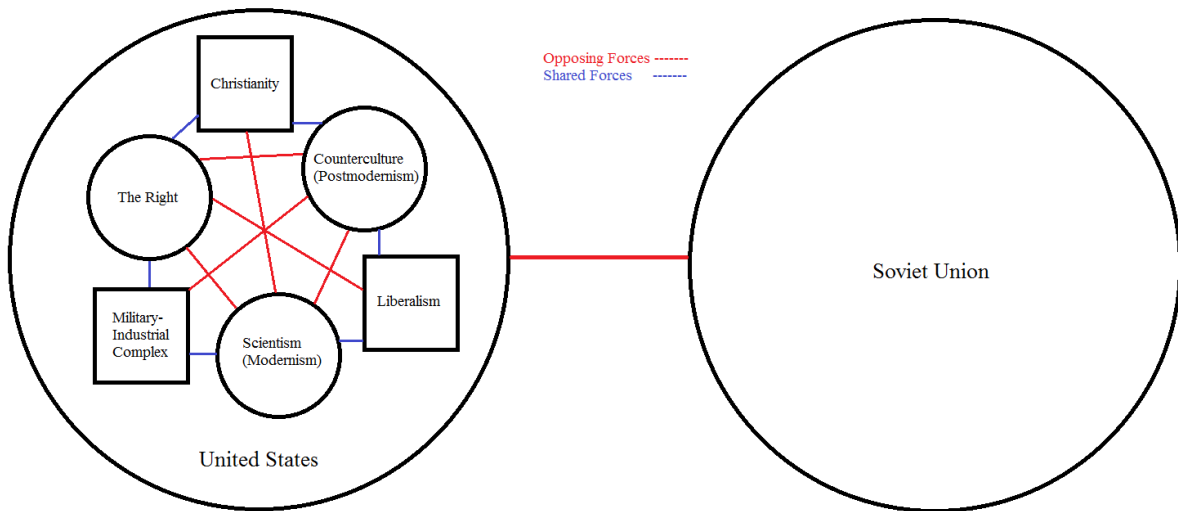 Opposing Forces -------
Shared Forces -------
Christianity
Counterculture
(Postmodernism)
The Right
Liberalism
Military-
Industrial
Complex
Scientism
(Modernism)
United States
Soviet Union